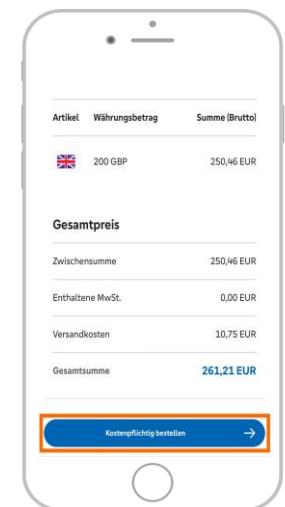 Artikel Währungsbetrag Summe (Brutto)
200 GBP 250,46 EUR
Gesamtpreis
Zwischensumme 250,46 EUR
Enthaltene MwSt. 0,00 EUR
Versandkosten 10,75 EUR
Gesamtsumme 261,21 EUR
Kostenpflichtig bestellen